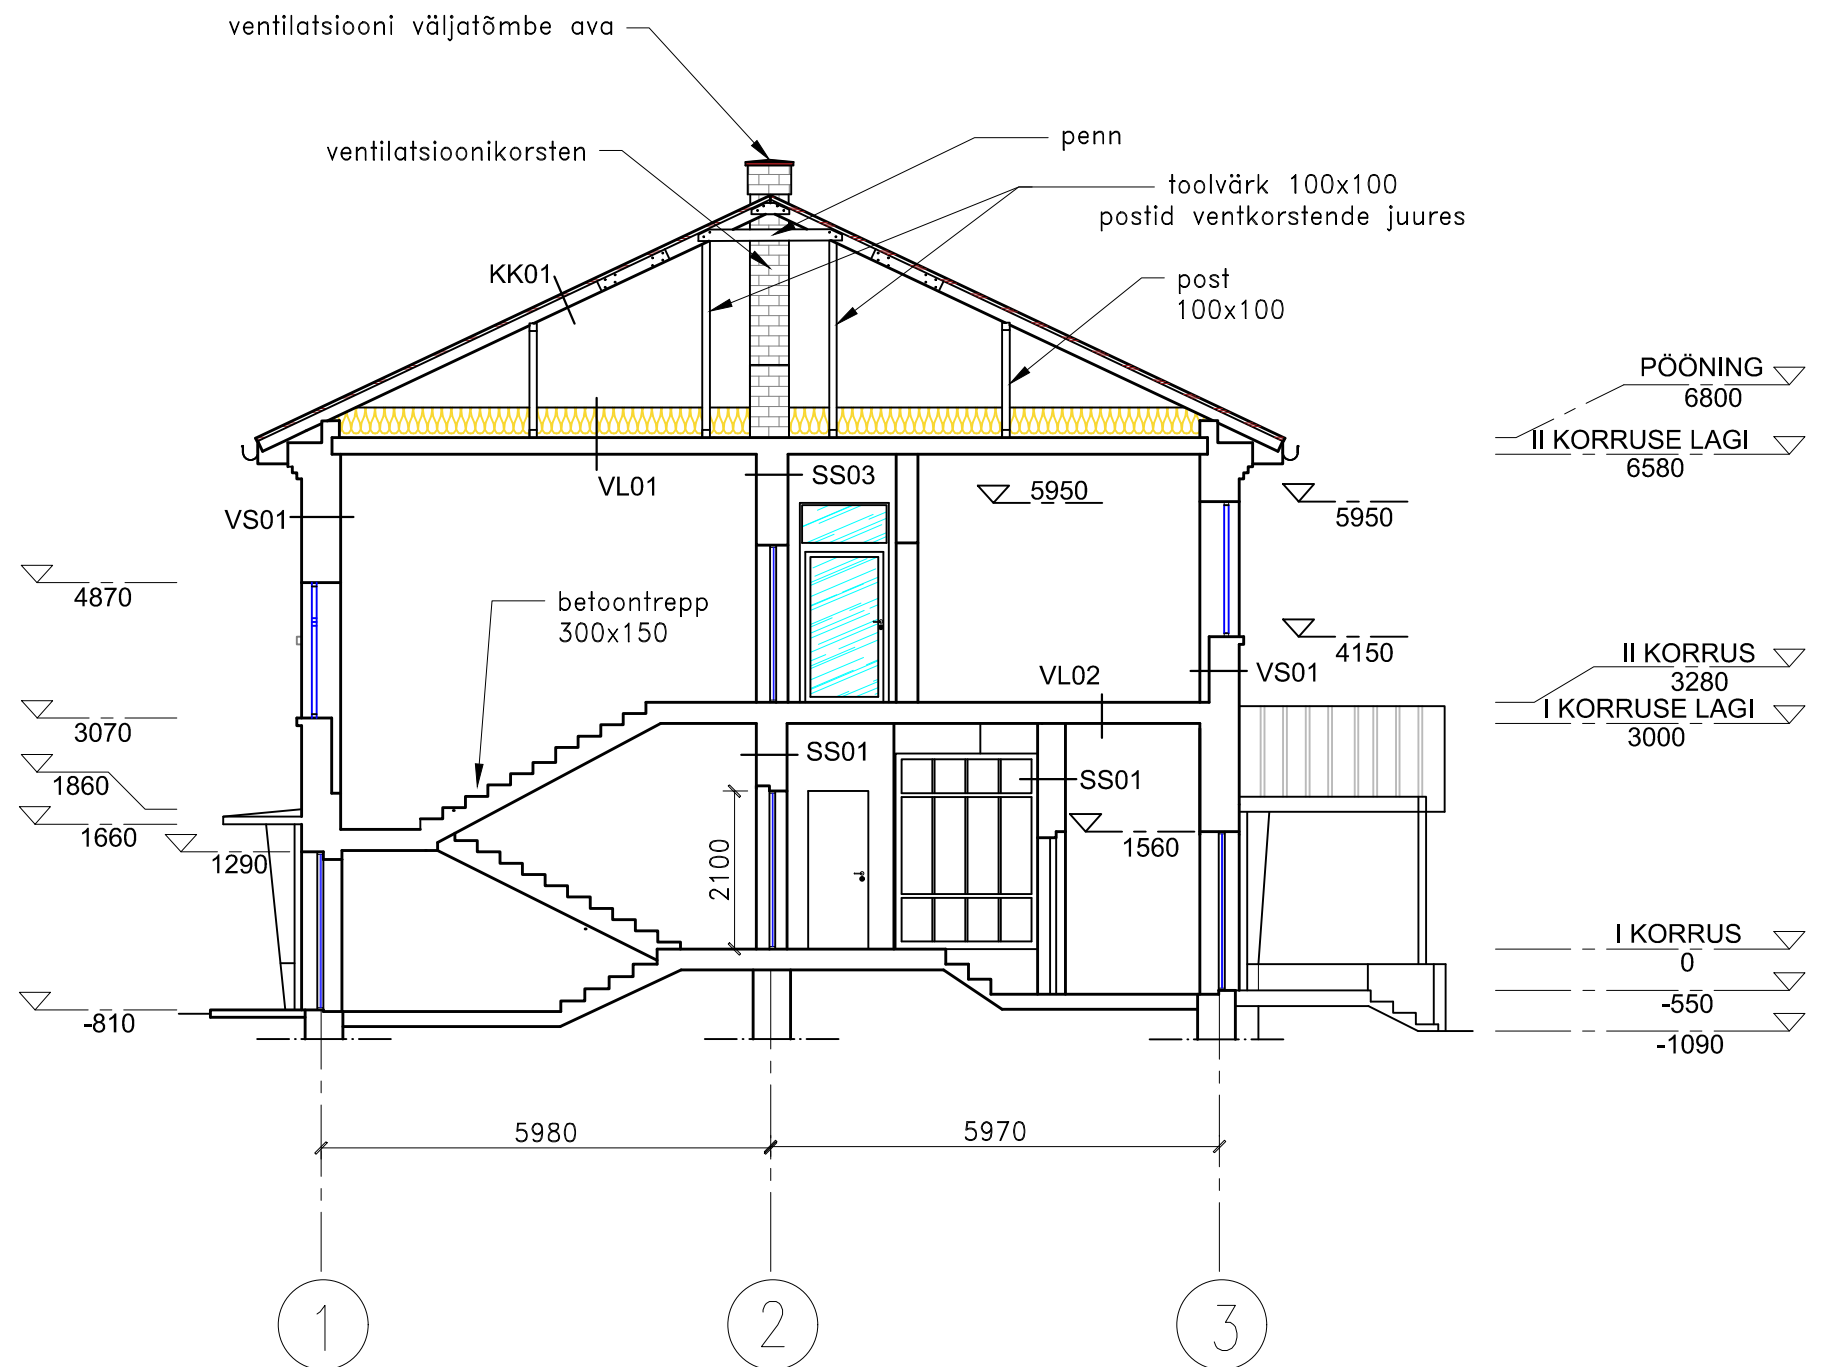 ventilatsiooni väljatõmbe ava
penn
ventilatsioonikorsten
toolvärk 100x100
postid ventkorstende juures
KK01
post
100x100
PÖÖNING
6800
II KORRUSE LAGI
6580
SS03
VL01
5950
5950
VS01
4870
betoontrepp
300x150
4150
II KORRUS
3280
VL02
VS01
I KORRUSE LAGI
3000
3070
SS01
SS01
1860
1660
1290
2100
1560
I KORRUS
0
-550
-810
-1090
5980
5970
1
2
3